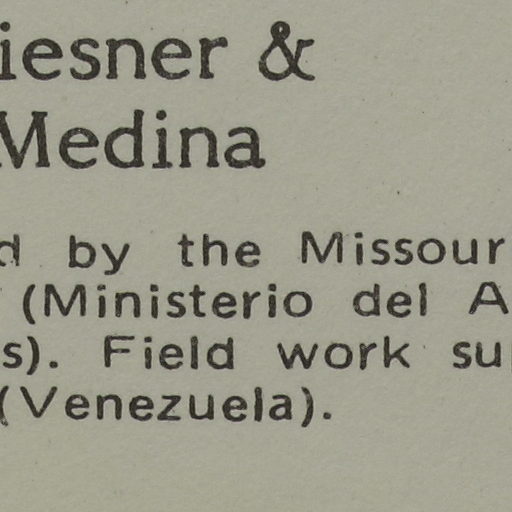 iesner &
Medina
d by the Missour
(Ministerio del A
s). Field work su
(Venezuela).